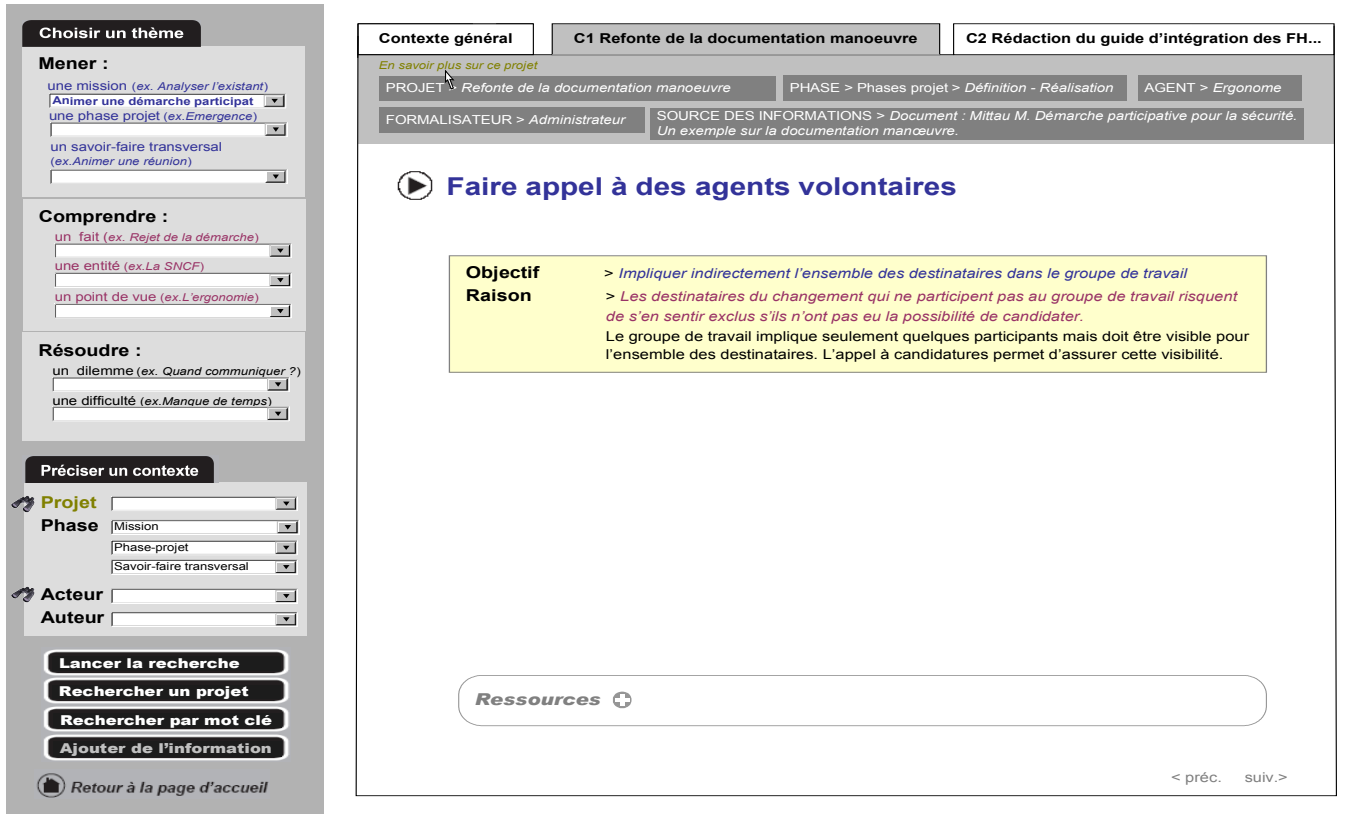 Choisir un thème
Mener :
une mission (ex. Analyser l'existant)
Animer une démarche participat
une phase projet (ex.Emergence)
un savoir-faire transversal
(ex.Animer une réunion)
Comprendre :
un fait (ex. Rejet de la démarche)
une entité (ex.La SNCF)
un point de vue (ex.L'ergonomie)
Résoudre :
un dilemme (ex. Quand communiquer ?)
une difficulté (ex.Manque de temps)
Préciser un contexte
Projet
Phase Mission
Phase-projet
Savoir-faire transversal
Acteur
Auteur
Lancer la recherche
Rechercher un projet
Rechercher par mot clé
Ajouter de l'information
Retour à la page d'accueil
Contexte général C1 Refonte de la documentation manoeuvre C2 Rédaction du guide d'intégration des FH...
En savoir plus sur ce projet
PROJET > Refonte de la documentation manoeuvre PHASE > Phases projet > Définition - Réalisation AGENT > Ergonome
FORMALISATEUR > Administrateur SOURCE DES INFORMATIONS > Document : Mittau M. Démarche participative pour la sécurité.
Un exemple sur la documentation manœuvre.
Faire appel à des agents volontaires
Objectif > Impliquer indirectement l'ensemble des destinataires dans le groupe de travail
Raison > Les destinataires du changement qui ne participent pas au groupe de travail risquent
de s'en sentir exclus s'ils n'ont pas eu la possibilité de candidater.
Le groupe de travail implique seulement quelques participants mais doit être visible pour
l'ensemble des destinataires. L'appel à candidatures permet d'assurer cette visibilité.
Ressources
< préc. suiv.>